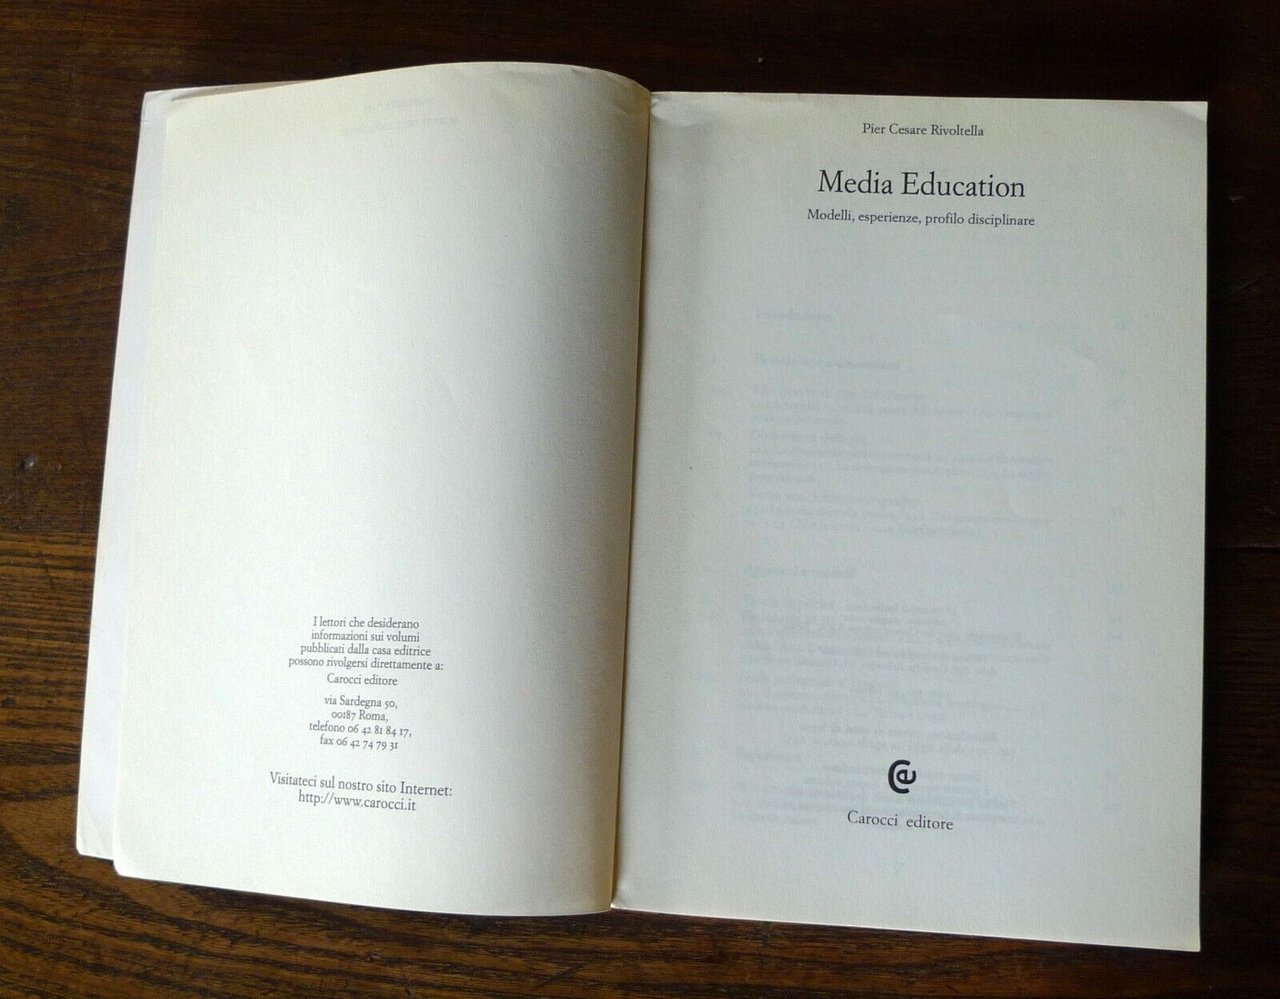 I lettori che desiderano
informazioni sui volumi
pubblicati dalla casa editrice
possono rivolgersi direttamente a:
Carocci editore
via Sardegna 50,
00187 Roma,
telefono 06 42 81 84 17,
fax 06 42 74 79 31
Visitateci sul nostro sito Internet:
http://www.carocci.it
Pier Cesare Rivoltella
Media Education
Modelli, esperienze, profilo disciplinare
Carocci editore